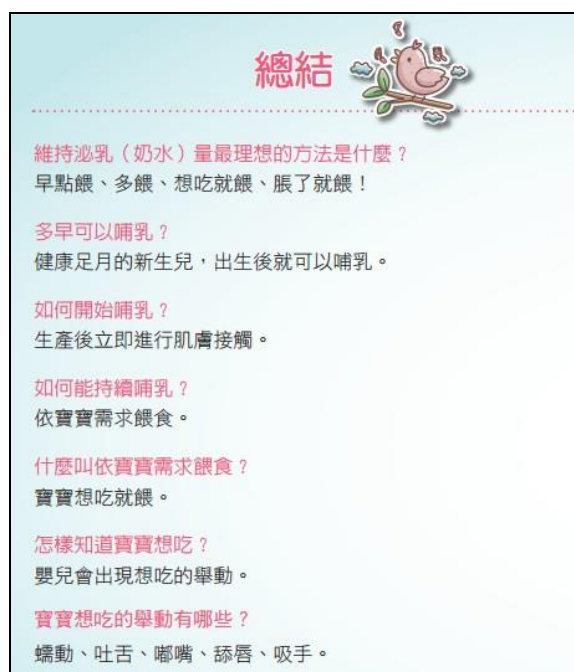 總結
維持泌乳（奶水）量最理想的方法是什麼？
早點餵、多餵、想吃就餵、脹了就餵！
多早可以哺乳？
健康足月的新生兒，出生後就可以哺乳。
如何開始哺乳？
生產後立即進行肌膚接觸。
如何能持續哺乳？
依寶寶需求餵食。
什麼叫依寶寶需求餵食？
寶寶想吃就餵。
怎樣知道寶寶想吃？
嬰兒會出現想吃的舉動。
寶寶想吃的舉動有哪些？
蠕動、吐舌、嘟嘴、舔唇、吸手。